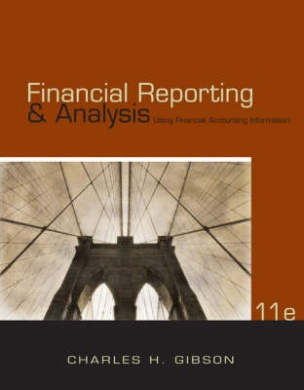 Financial Reporting
& Analysis Using Financial Accounting Information
11e
CHARLES H. GIBSON